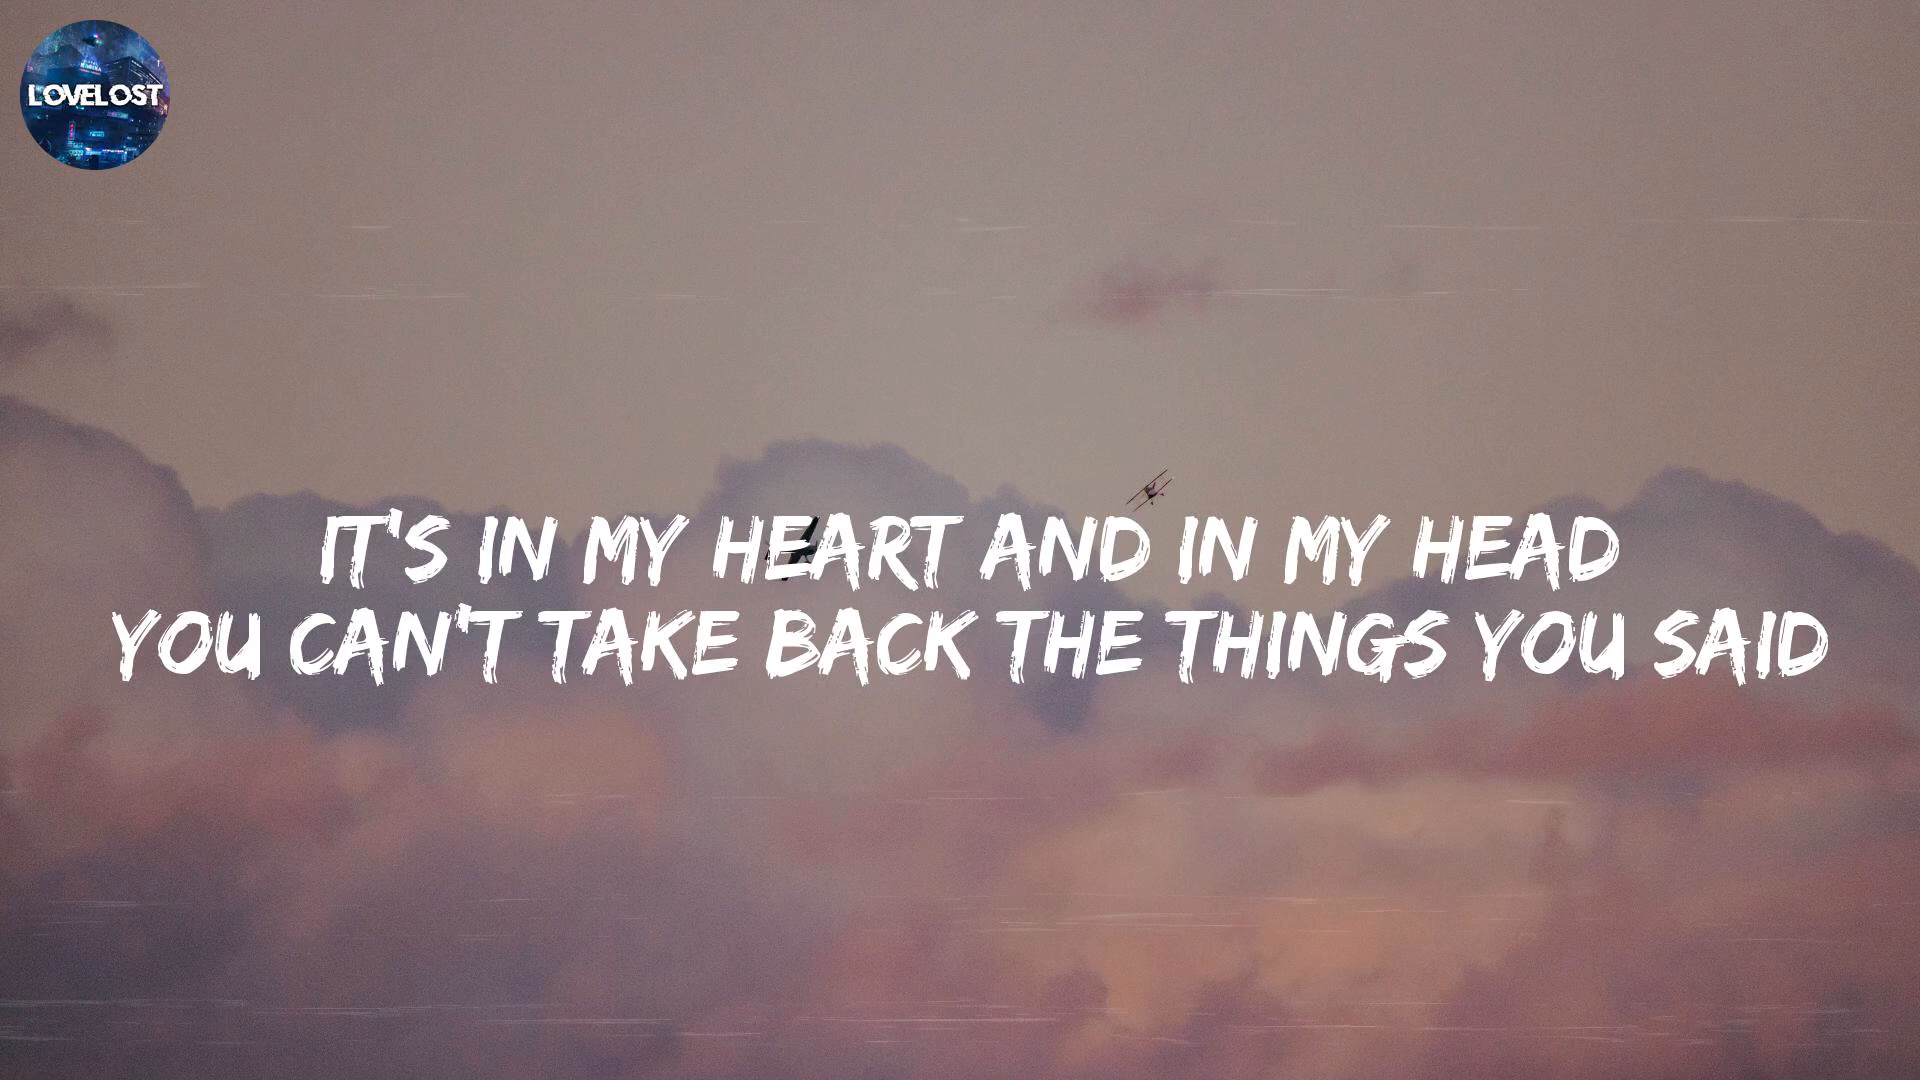 LOVELOST
IT'S IN MY HEART AND IN MY HEAD
YOU CAN'T TAKE BACK THE THINGS YOU SAID